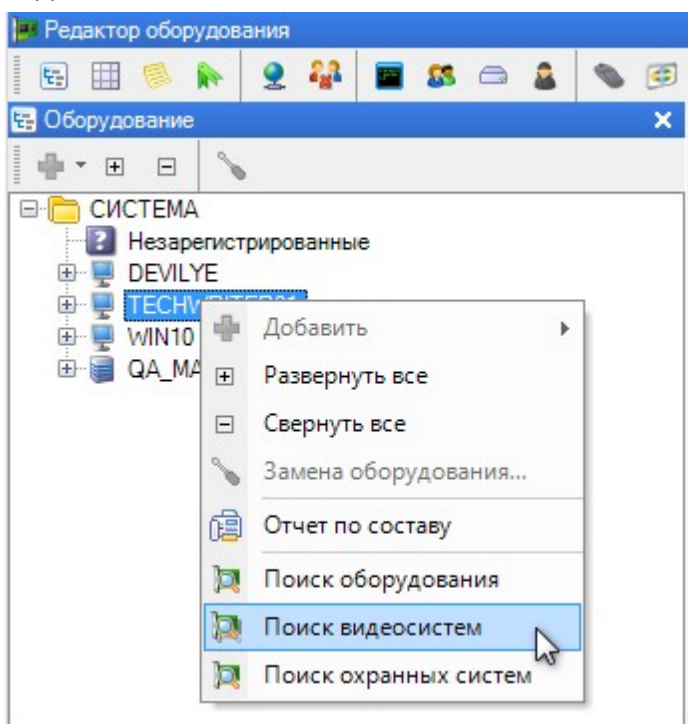 Редактор оборудования
Оборудование
СИСТЕМА
Незарегистрированные
DEVILYE
WIN10
Добавить
Развернуть все
Свернуть все
Замена оборудования...
Отчет по составу
Поиск оборудования
Поиск видеосистем
Поиск охранных систем